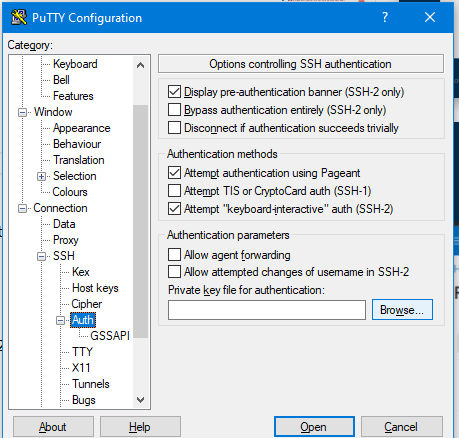 PuTTY Configuration
?
Category:
Keyboard
Bell
Features
Window
Appearance
Behaviour
Translation
Selection
Colours
Connection
Data
Proxy
SSH
Kex
Host keys
Cipher
Auth
GSSAPI
TTY
X11
Tunnels
Bugs
Options controlling SSH authentication
Display pre-authentication banner (SSH-2 only)
Bypass authentication entirely (SSH-2 only)
Disconnect if authentication succeeds trivially
Authentication methods
Attempt authentication using Pageant
Attempt TIS or CryptoCard auth (SSH-1)
Attempt "keyboard-interactive" auth (SSH-2)
Authentication parameters
Allow agent forwarding
Allow attempted changes of username in SSH-2
Private key file for authentication:
Browse...
About
Help
Open
Cancel